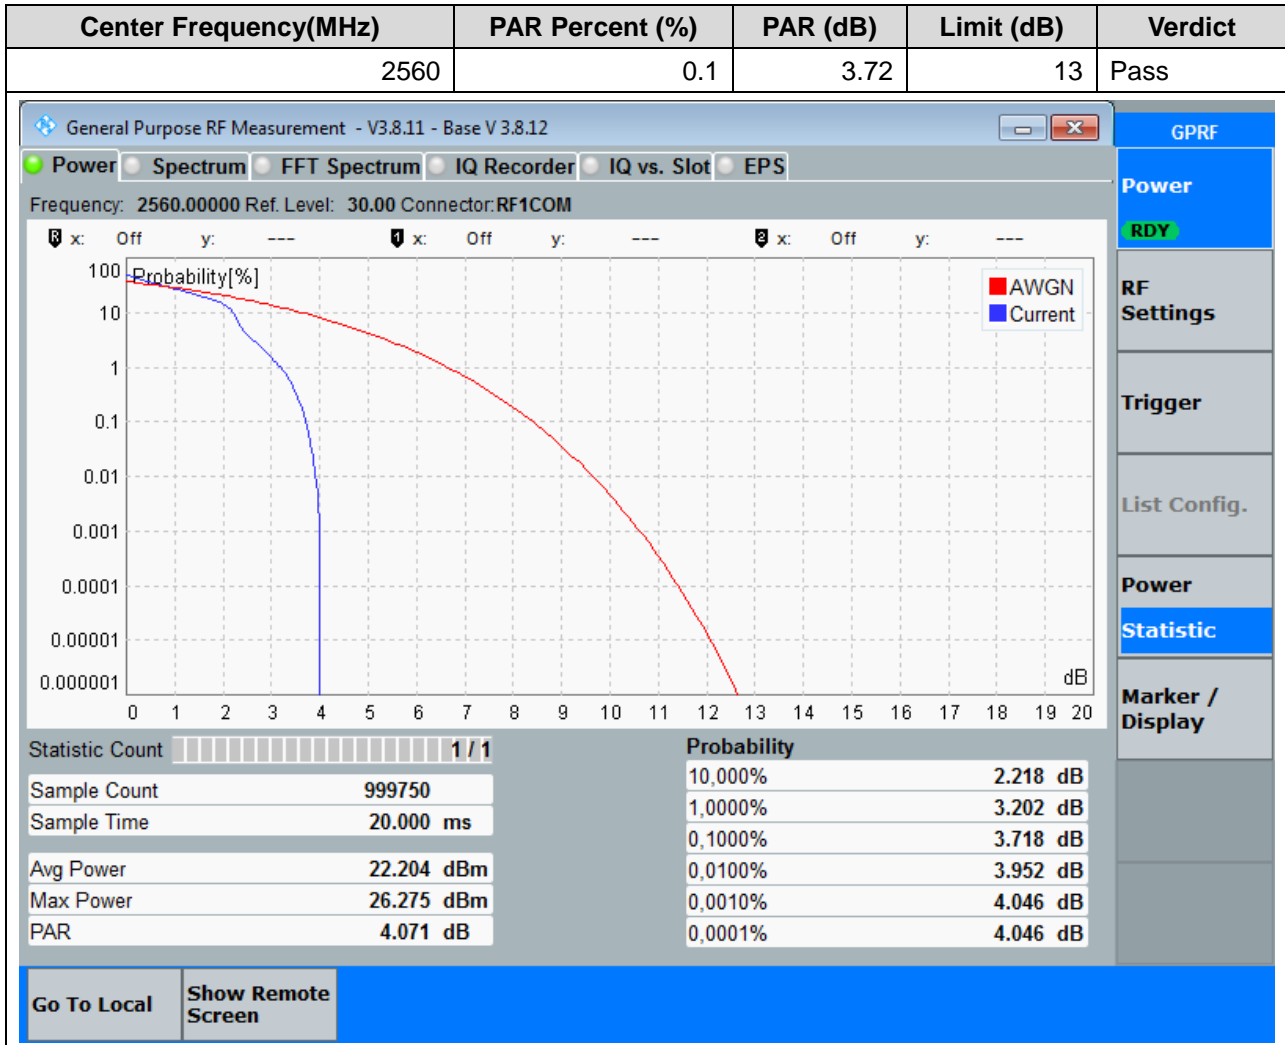 Center Frequency(MHz) PAR Percent (%) PAR (dB) Limit (dB) Verdict
2560 0.1 3.72 13 Pass
General Purpose RF Measurement - V3.8.11 - Base V 3.8.12
GPRF
Power Spectrum FFT Spectrum IQ Recorder IQ vs. Slot EPS
Frequency: 2560.00000 Ref. Level: 30.00 Connector: RF1COM
R x: Off y: --- 1 x: Off y: --- 2 x: Off y: ---
Probability[%]
AWGN
Current
100
10
1
0.1
0.01
0.001
0.0001
0.00001
0.000001
dB
0 1 2 3 4 5 6 7 8 9 10 11 12 13 14 15 16 17 18 19 20
Statistic Count 1 / 1
Sample Count 999750
Sample Time 20.000 ms
Avg Power 22.204 dBm
Max Power 26.275 dBm
PAR 4.071 dB
Probability
10,000% 2.218 dB
1,0000% 3.202 dB
0,1000% 3.718 dB
0,0100% 3.952 dB
0,0010% 4.046 dB
0,0001% 4.046 dB
Power
RDY
RF
Settings
Trigger
List Config.
Power
Statistic
Marker /
Display
Go To Local
Show Remote
Screen